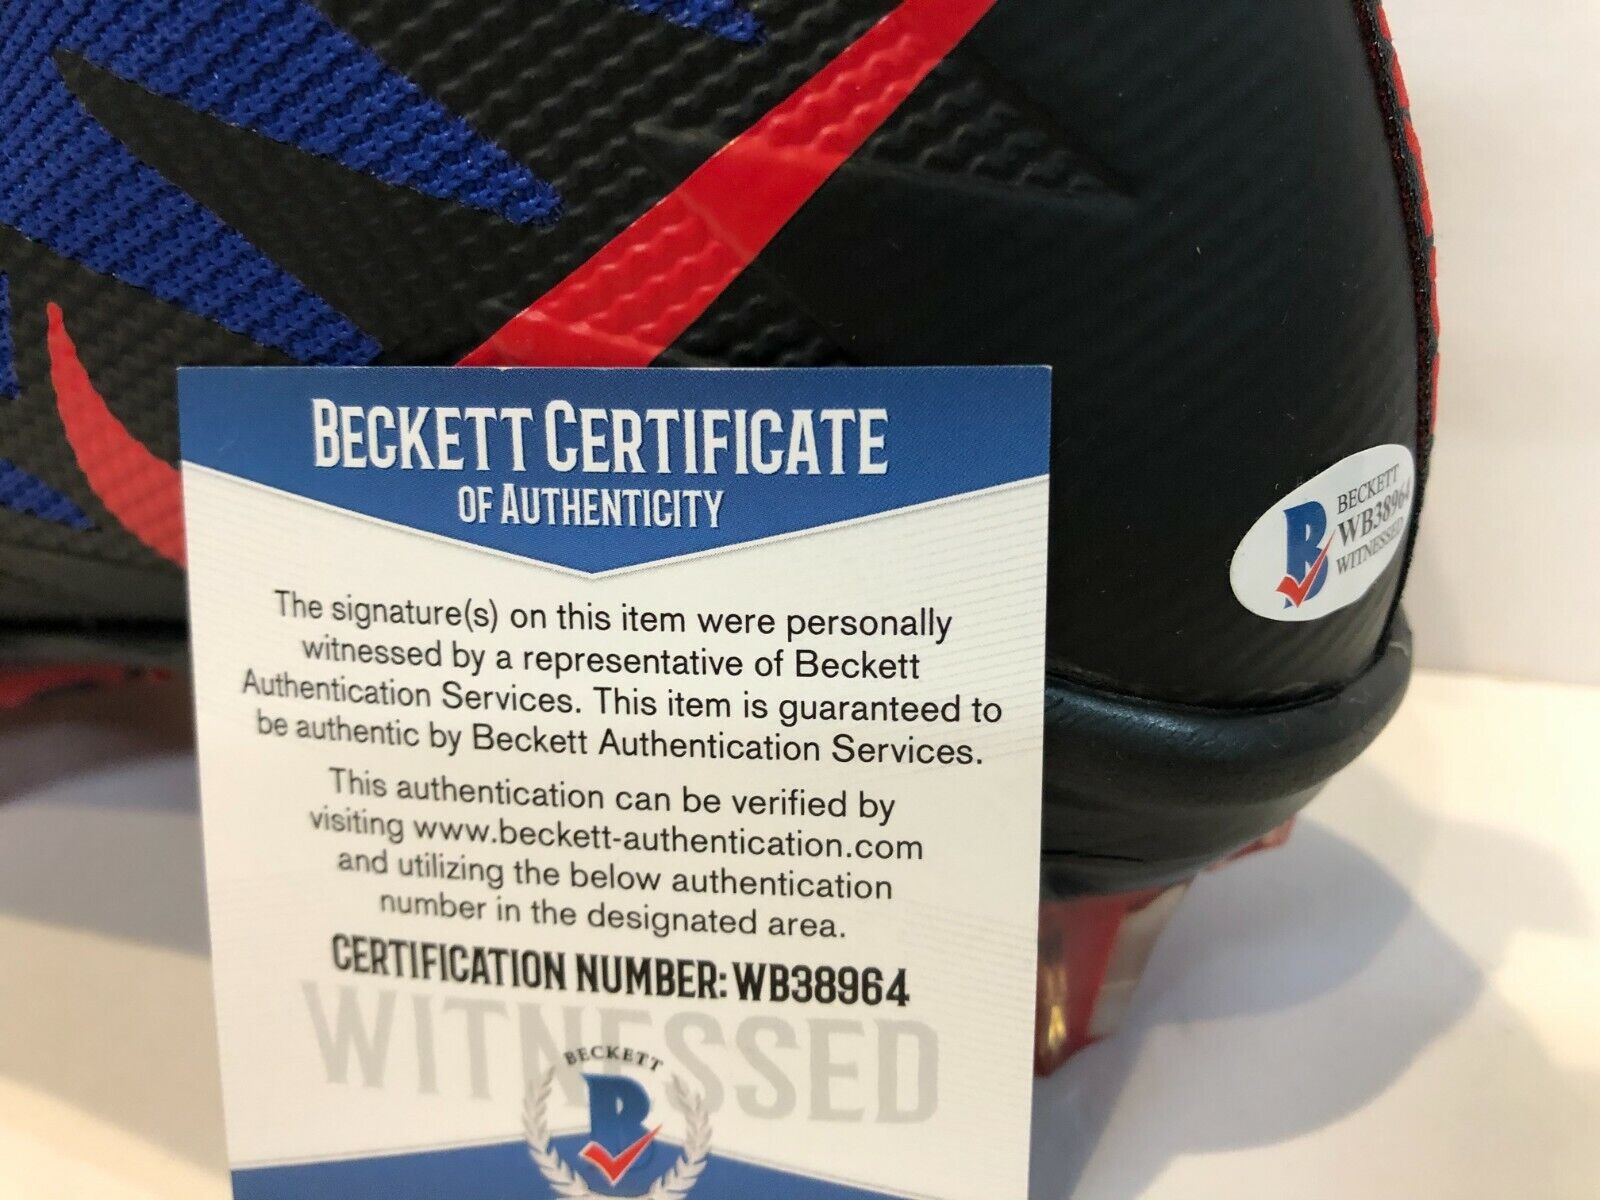 BECKETT CERTIFICATE
OF AUTHENTICITY
The signature(s) on this item were personally
witnessed by a representative of Beckett
Authentication Services. This item is guaranteed to
be authentic by Beckett Authentication Services.
This authentication can be verified by
visiting www.beckett-authentication.com
and utilizing the below authentication
number in the designated area.
CERTIFICATION NUMBER: WB38964
WITNESSED
BECKETT
B
B
BECKETT
WB38964
WITNESSED